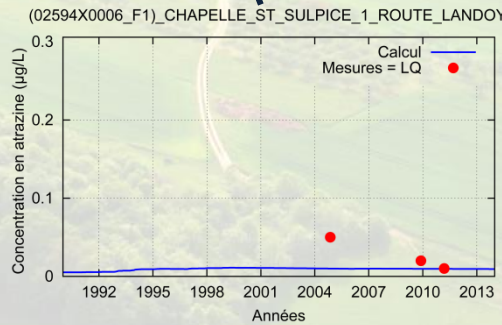 (02594X0006_F1)_CHAPELLE_ST_SULPICE_1_ROUTE_LANDOY
0.3
Calcul
Mesures = LQ
0.2
0.1
0
Concentration en atrazine (µg/L)
1992 1995 1998 2001 2004 2007 2010 2013
Années